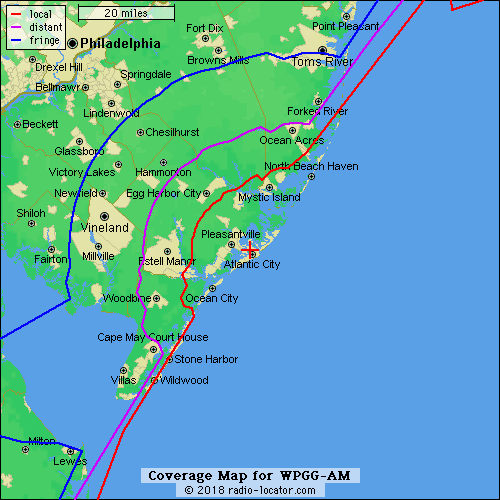 local
distant
fringe
20 miles
Fort Dix
Point Pleasant
Philadelphia
Browns Mills
Toms River
Drexel Hill
Springdale
Bellmawr
Lindenwold
Forked River
Beckett
Chesilhurst
Ocean Acres
Glassboro
Victory Lakes
Hammonton
North Beach Haven
Newfield
Egg Harbor City
Mystic Island
Shiloh
Vineland
Pleasantville
Fairton
Millville
Estell Manor
Atlantic City
Woodbine
Ocean City
Cape May Court House
Stone Harbor
Villas
Wildwood
Milton
Lewes
Coverage Map for WPGG-AM
© 2018 radio-locator.com